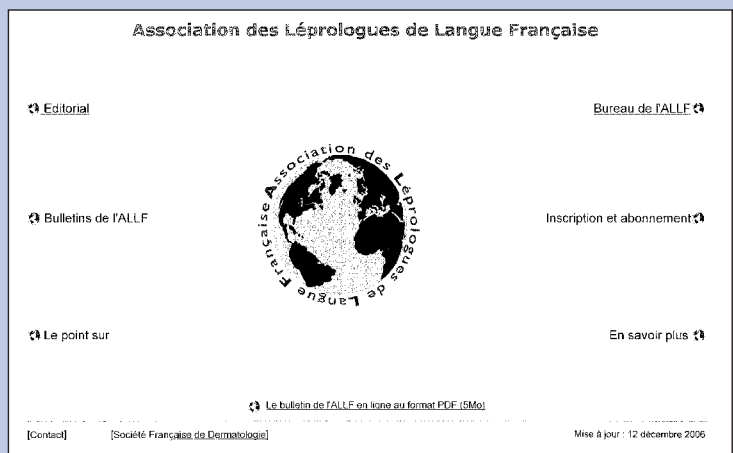 Association des Léprologues de Langue Française
Editorial
Bureau de l'ALLF
Association des Léprologues de Langue Française
Bulletins de l'ALLF
Inscription et abonnement
Le point sur
En savoir plus
Le bulletin de l'ALLF en ligne au format PDF (5Mo)
[Contact] [Société Française de Dermatologie] Mise à jour : 12 décembre 2006